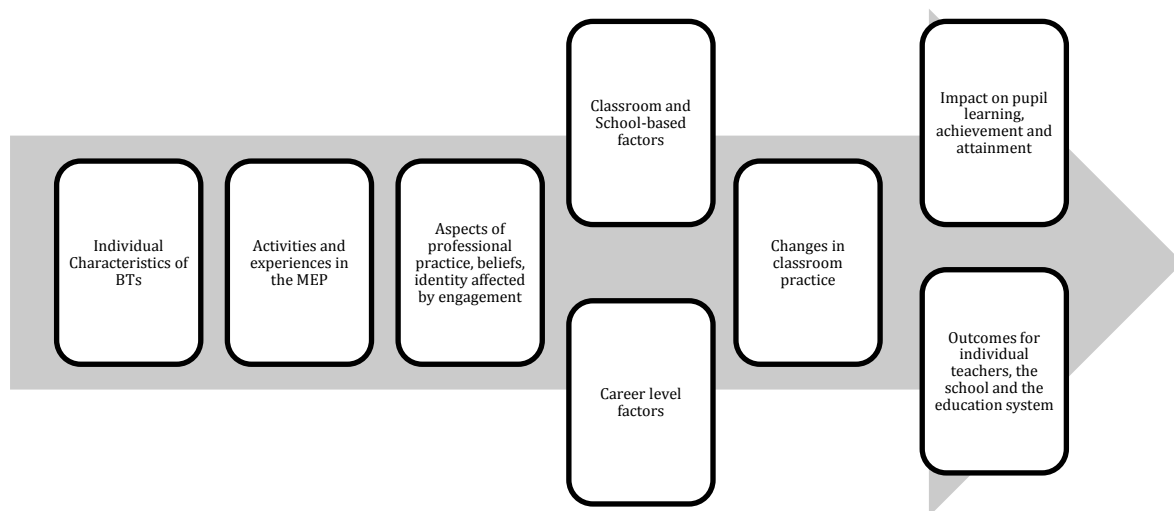 Individual
Characteristics of
BTs
Activities and
experiences in
the MEP
Aspects of
professional
practice, beliefs,
identity affected
by engagement
Classroom and
School-based
factors
Career level
factors
Changes in
classroom
practice
Impact on pupil
learning,
achievement and
attainment
Outcomes for
individual
teachers, the
school and the
education system